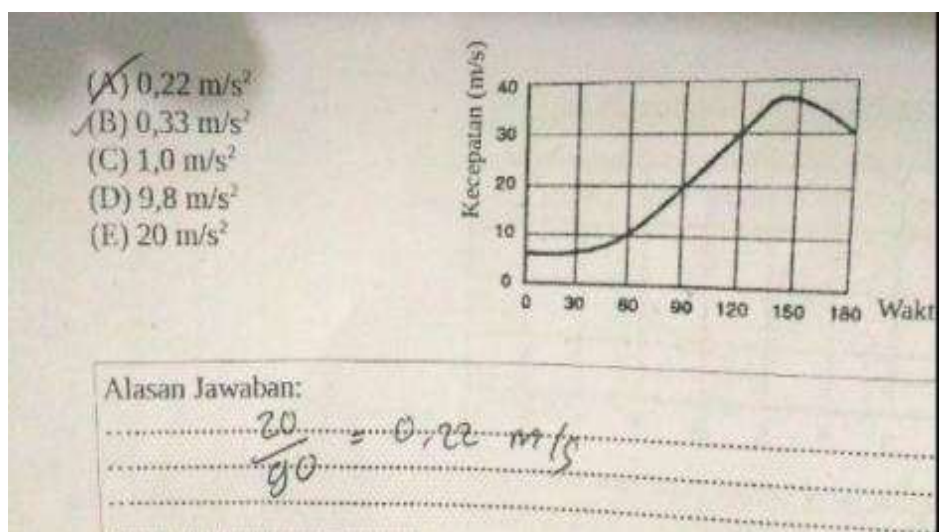 (A) 0,22 m/s²
(B) 0,33 m/s²
(C) 1,0 m/s²
(D) 9,8 m/s²
(E) 20 m/s²
Kecepatan (m/s)
40
30
20
10
0
0 30 60 90 120 150 180 Wakt
Alasan Jawaban:
20
= 0,22 m/s
90